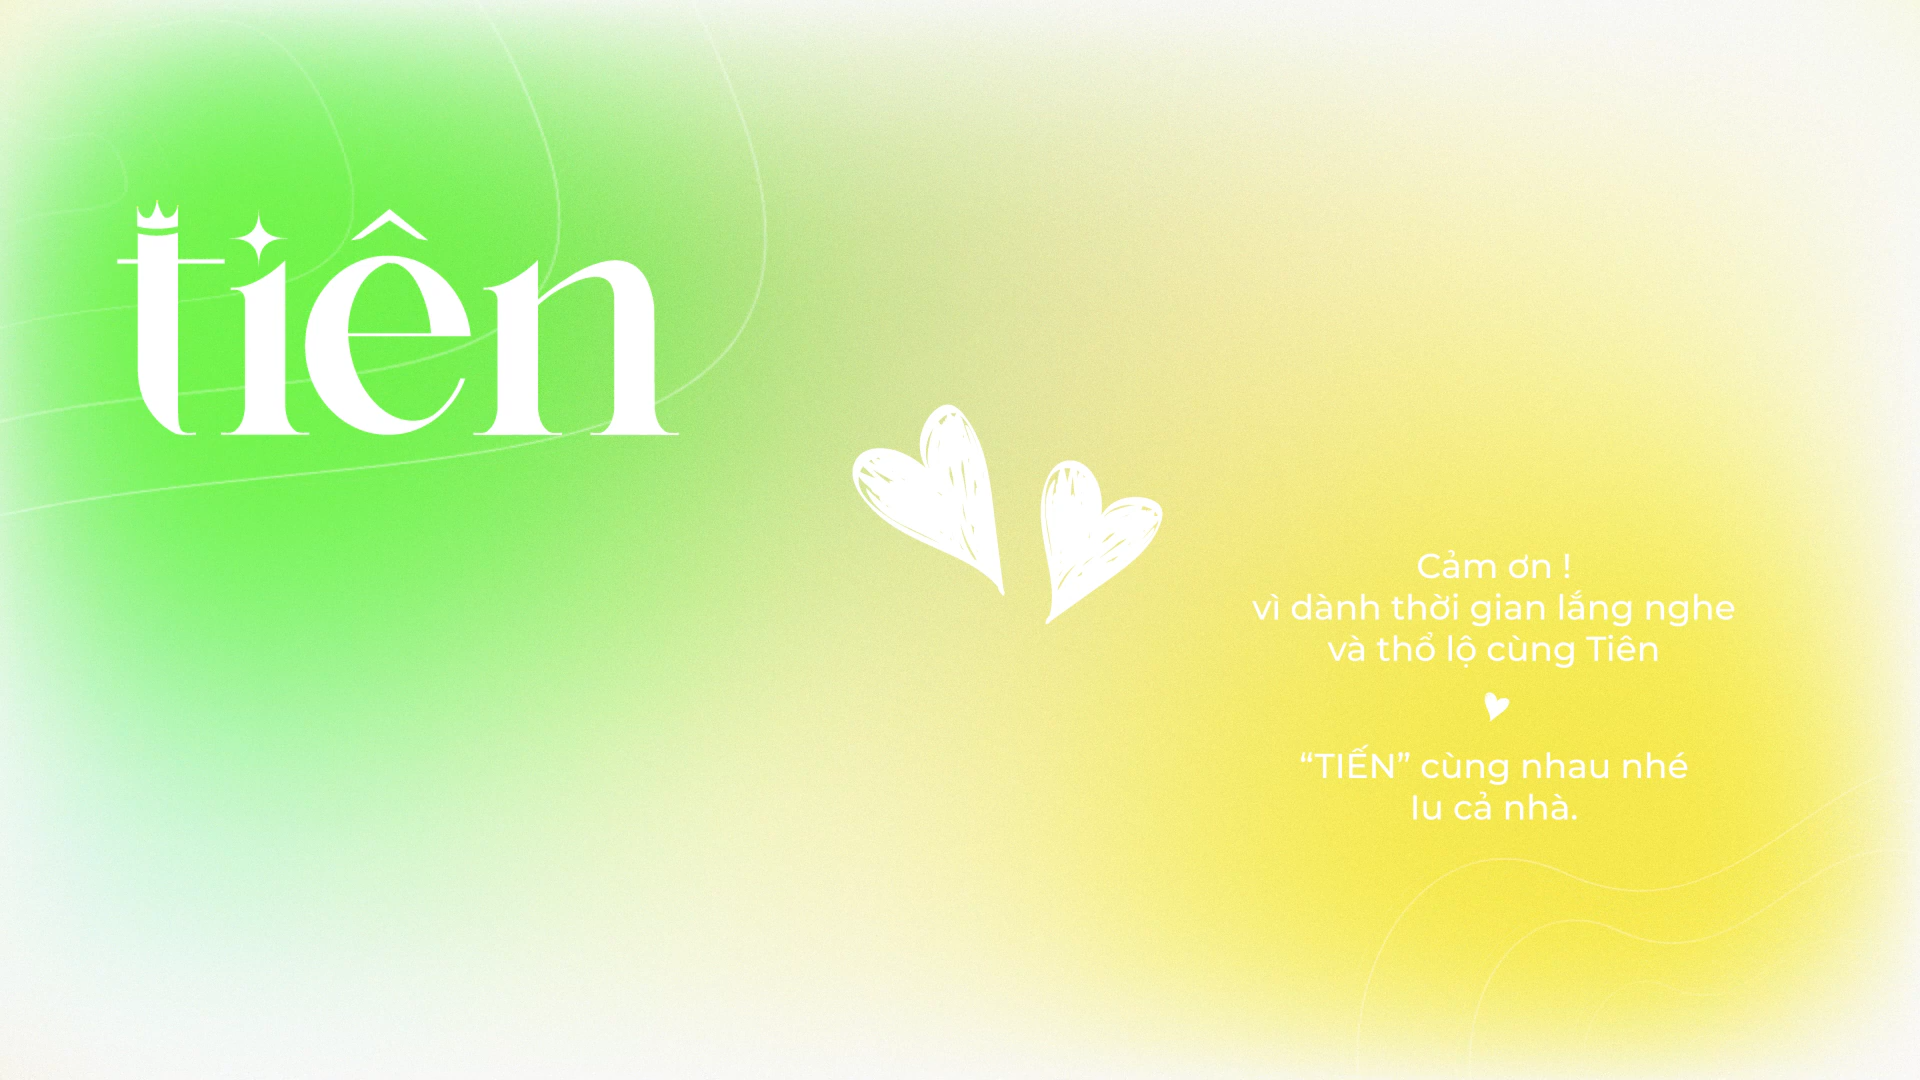 tiên
Cảm ơn !
vì dành thời gian lắng nghe
và thổ lộ cùng Tiên
“TIẾN” cùng nhau nhé
Iu cả nhà.